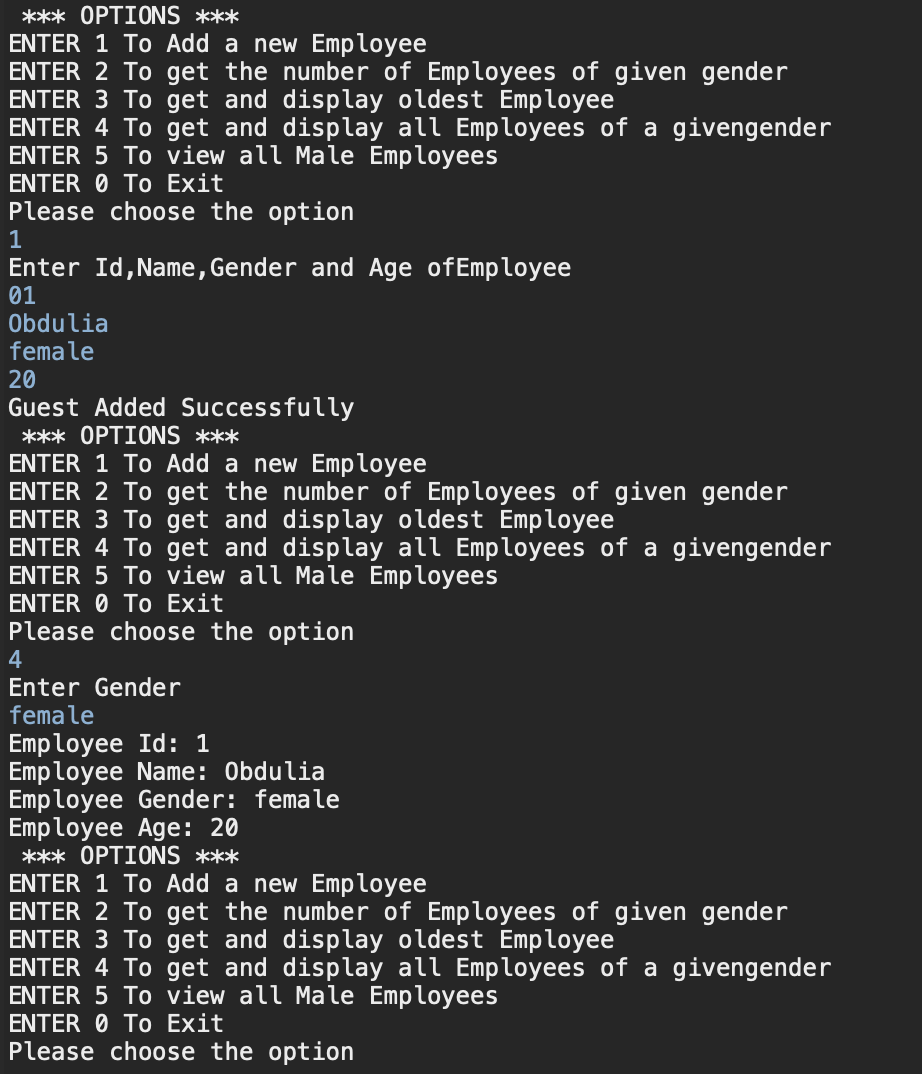 *** OPTIONS ***
ENTER 1 To Add a new Employee
ENTER 2 To get the number of Employees of given gender
ENTER 3 To get and display oldest Employee
ENTER 4 To get and display all Employees of a givengender
ENTER 5 To view all Male Employees
ENTER 0 To Exit
Please choose the option
1
Enter Id,Name,Gender and Age ofEmployee
01
Obdulia
female
20
Guest Added Successfully
*** OPTIONS ***
ENTER 1 To Add a new Employee
ENTER 2 To get the number of Employees of given gender
ENTER 3 To get and display oldest Employee
ENTER 4 To get and display all Employees of a givengender
ENTER 5 To view all Male Employees
ENTER 0 To Exit
Please choose the option
4
Enter Gender
female
Employee Id: 1
Employee Name: Obdulia
Employee Gender: female
Employee Age: 20
*** OPTIONS ***
ENTER 1 To Add a new Employee
ENTER 2 To get the number of Employees of given gender
ENTER 3 To get and display oldest Employee
ENTER 4 To get and display all Employees of a givengender
ENTER 5 To view all Male Employees
ENTER 0 To Exit
Please choose the option